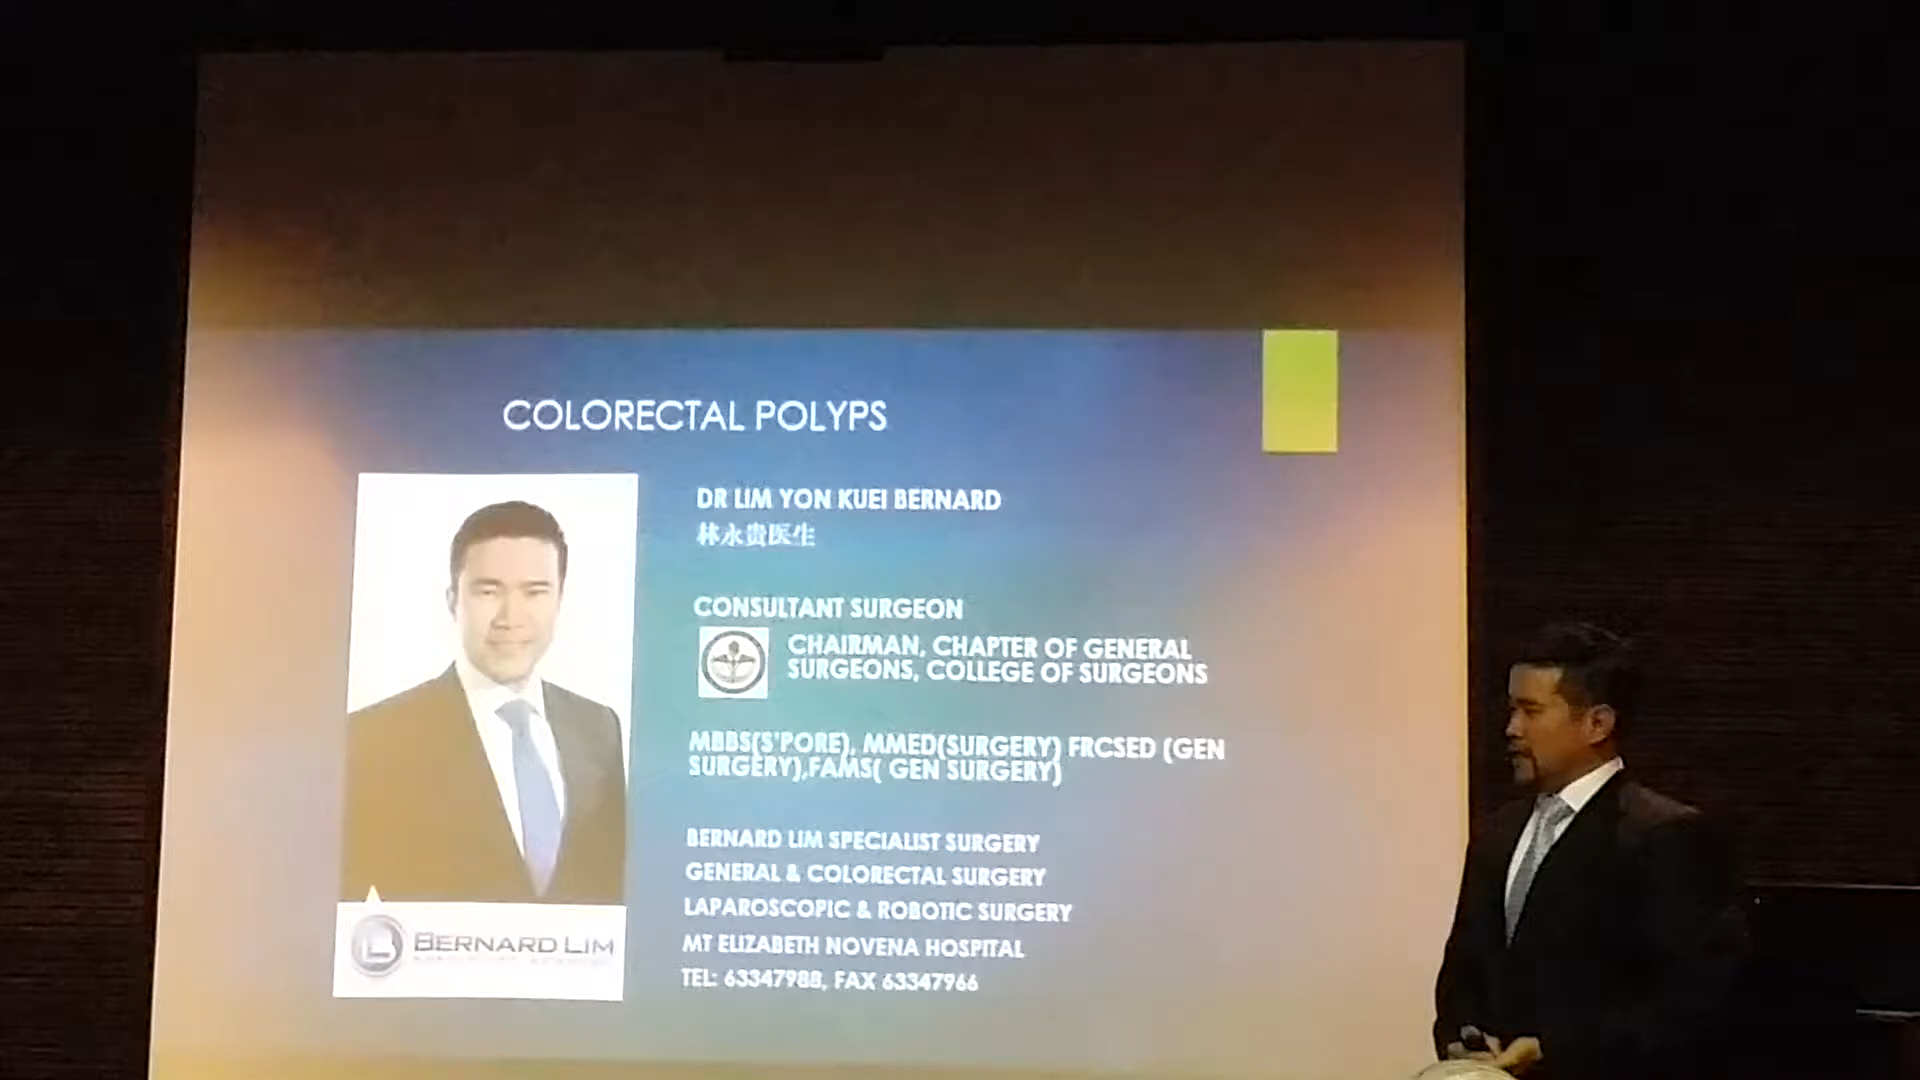 COLORECTAL POLYPS
DR LIM YON KUEI BERNARD
林永贵医生
CONSULTANT SURGEON
CHAIRMAN, CHAPTER OF GENERAL
SURGEONS, COLLEGE OF SURGEONS
MBBS(S'PORE), MMED(SURGERY) FRCSED (GEN
SURGERY),FAMS( GEN SURGERY)
BERNARD LIM SPECIALIST SURGERY
GENERAL & COLORECTAL SURGERY
LAPAROSCOPIC & ROBOTIC SURGERY
MT ELIZABETH NOVENA HOSPITAL
TEL: 63347988, FAX 63347966
BERNARD LIM